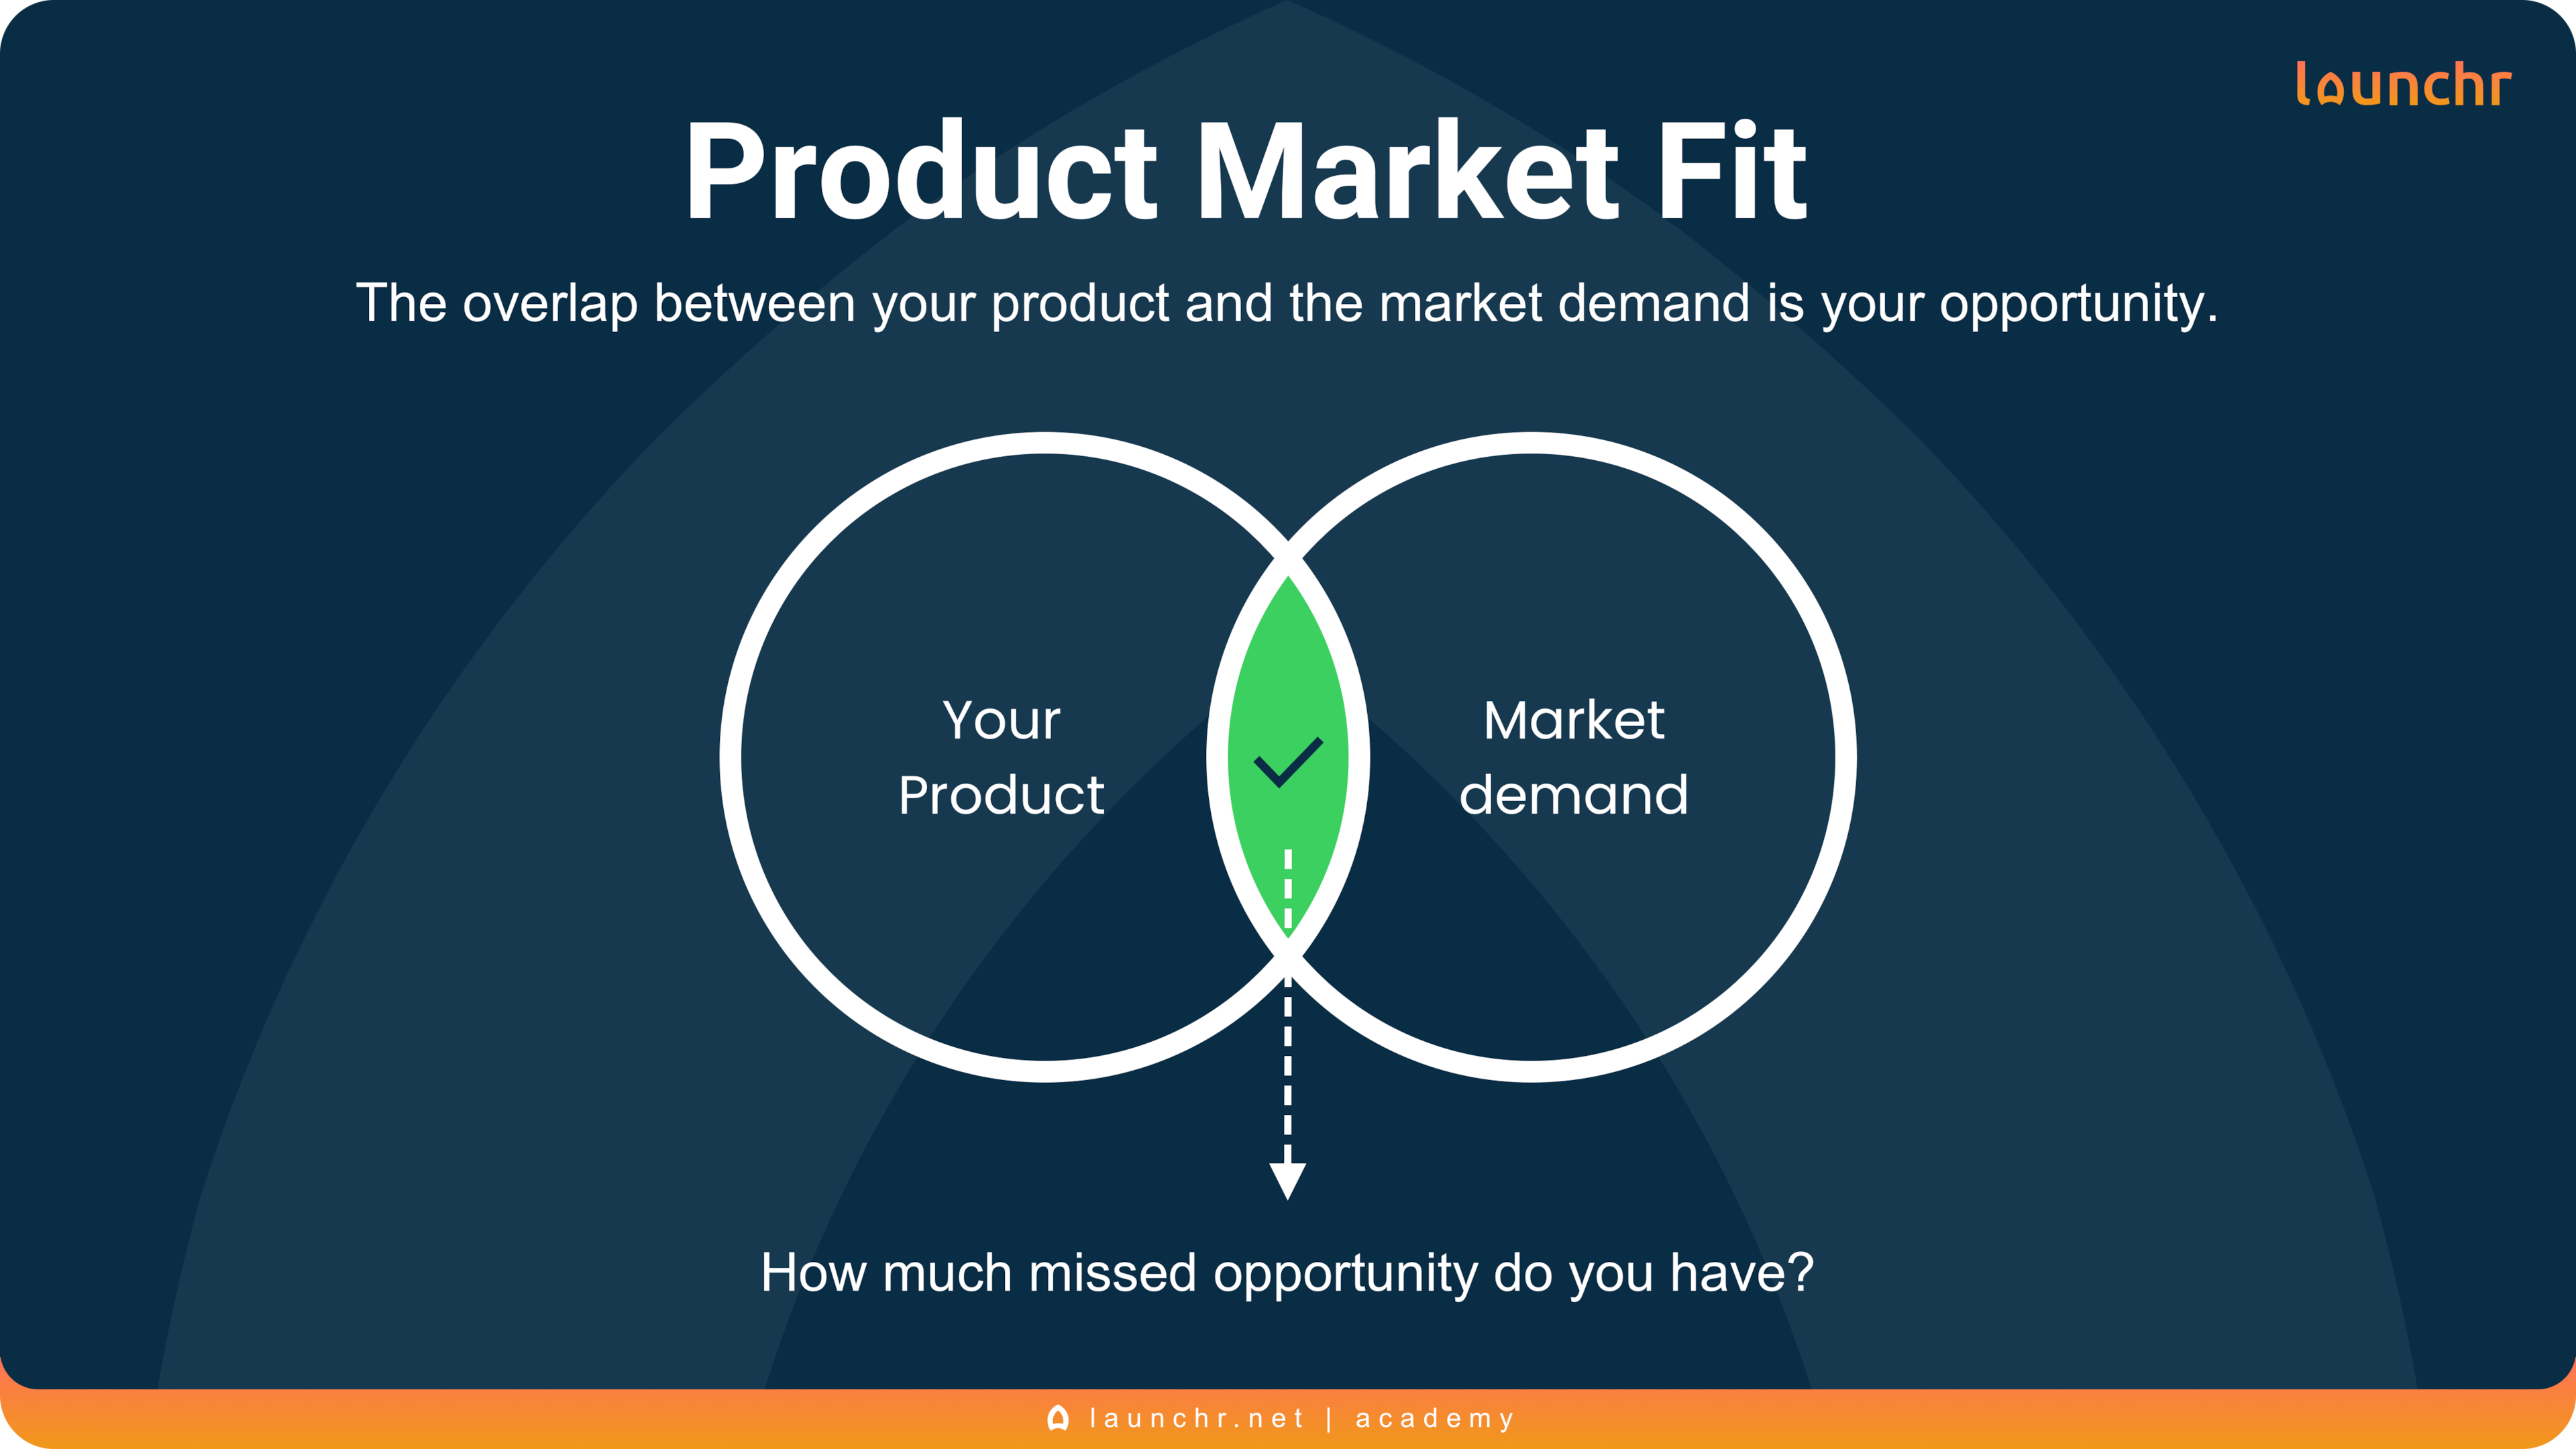 launchr
Product Market Fit
The overlap between your product and the market demand is your opportunity.
Your
Product
Market
demand
How much missed opportunity do you have?
launchr.net | academy